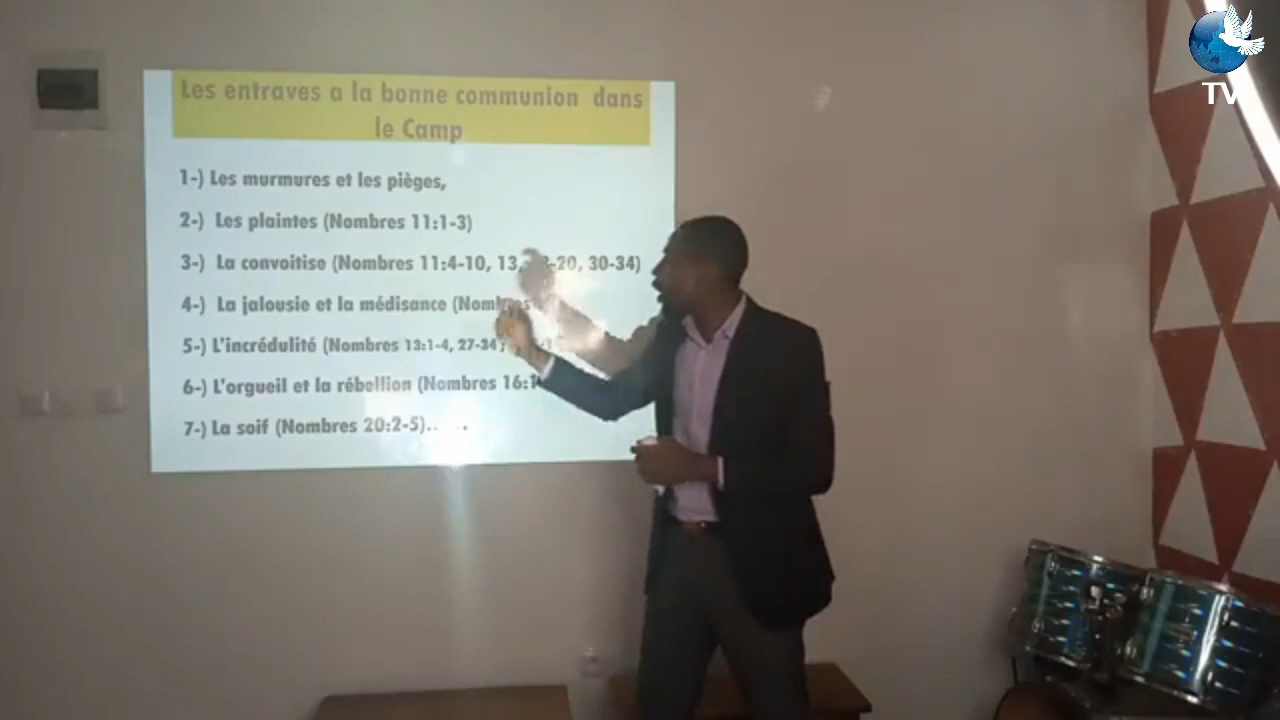 Les entraves a la bonne communion dans
le Camp
1-) Les murmures et les pièges,
2-) Les plaintes (Nombres 11:1-3)
3-) La convoitise (Nombres 11:4-10, 13, -20, 30-34)
4-) La jalousie et la médisance (Nombres
5-) L'incrédulité (Nombres 13:1-4, 27-34
6-) L'orgueil et la rébellion (Nombres 16:1
7-) La soif (Nombres 20:2-5)......
TV